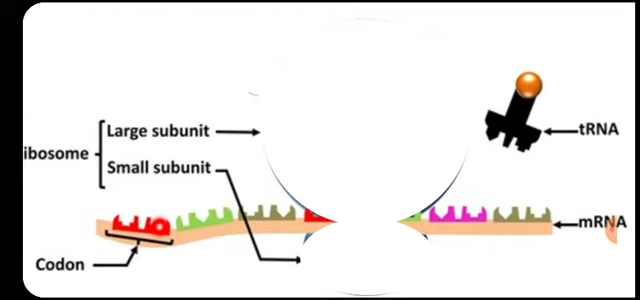 Large subunit
tRNA
ibosome
Small subunit
mRNA
Codon